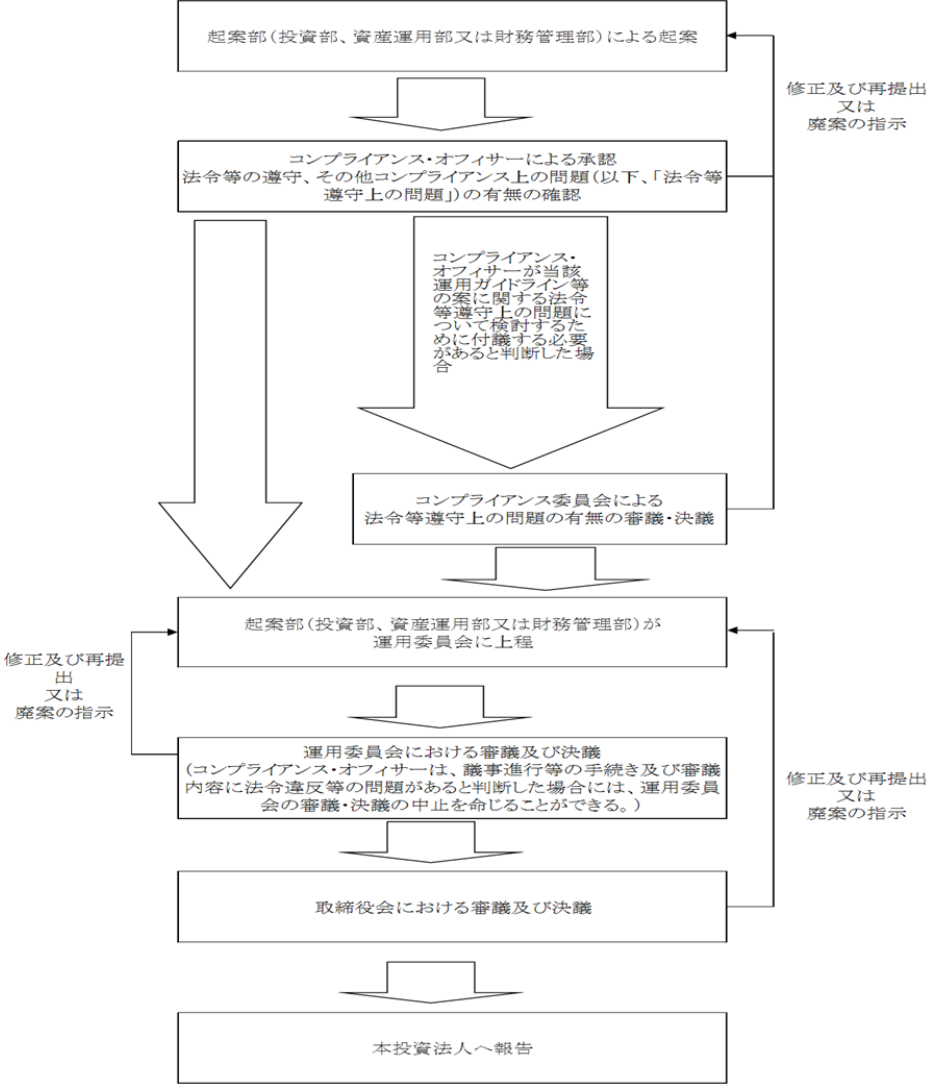 起案部(投資部、資産運用部又は財務管理部)による起案
修正及び再提出
又は
廃案の指示
コンプライアンス・オフィサーによる承認
法令等の遵守、その他コンプライアンス上の問題(以下、「法令等
遵守上の問題」)の有無の確認
コンプライアンス・
オフィサーが当該
運用ガイドライン等
の案に関する法令
等遵守上の問題に
ついて検討するた
めに付議する必要
があると判断した場
合
コンプライアンス委員会による
法令等遵守上の問題の有無の審議・決議
起案部(投資部、資産運用部又は財務管理部)が
運用委員会に上程
修正及び再提
出
又は
廃案の指示
運用委員会における審議及び決議
(コンプライアンス・オフィサーは、議事進行等の手続き及び審議
内容に法令違反等の問題があると判断した場合には、運用委員
会の審議・決議の中止を命じることができる。)
修正及び再提出
又は
廃案の指示
取締役会における審議及び決議
本投資法人へ報告